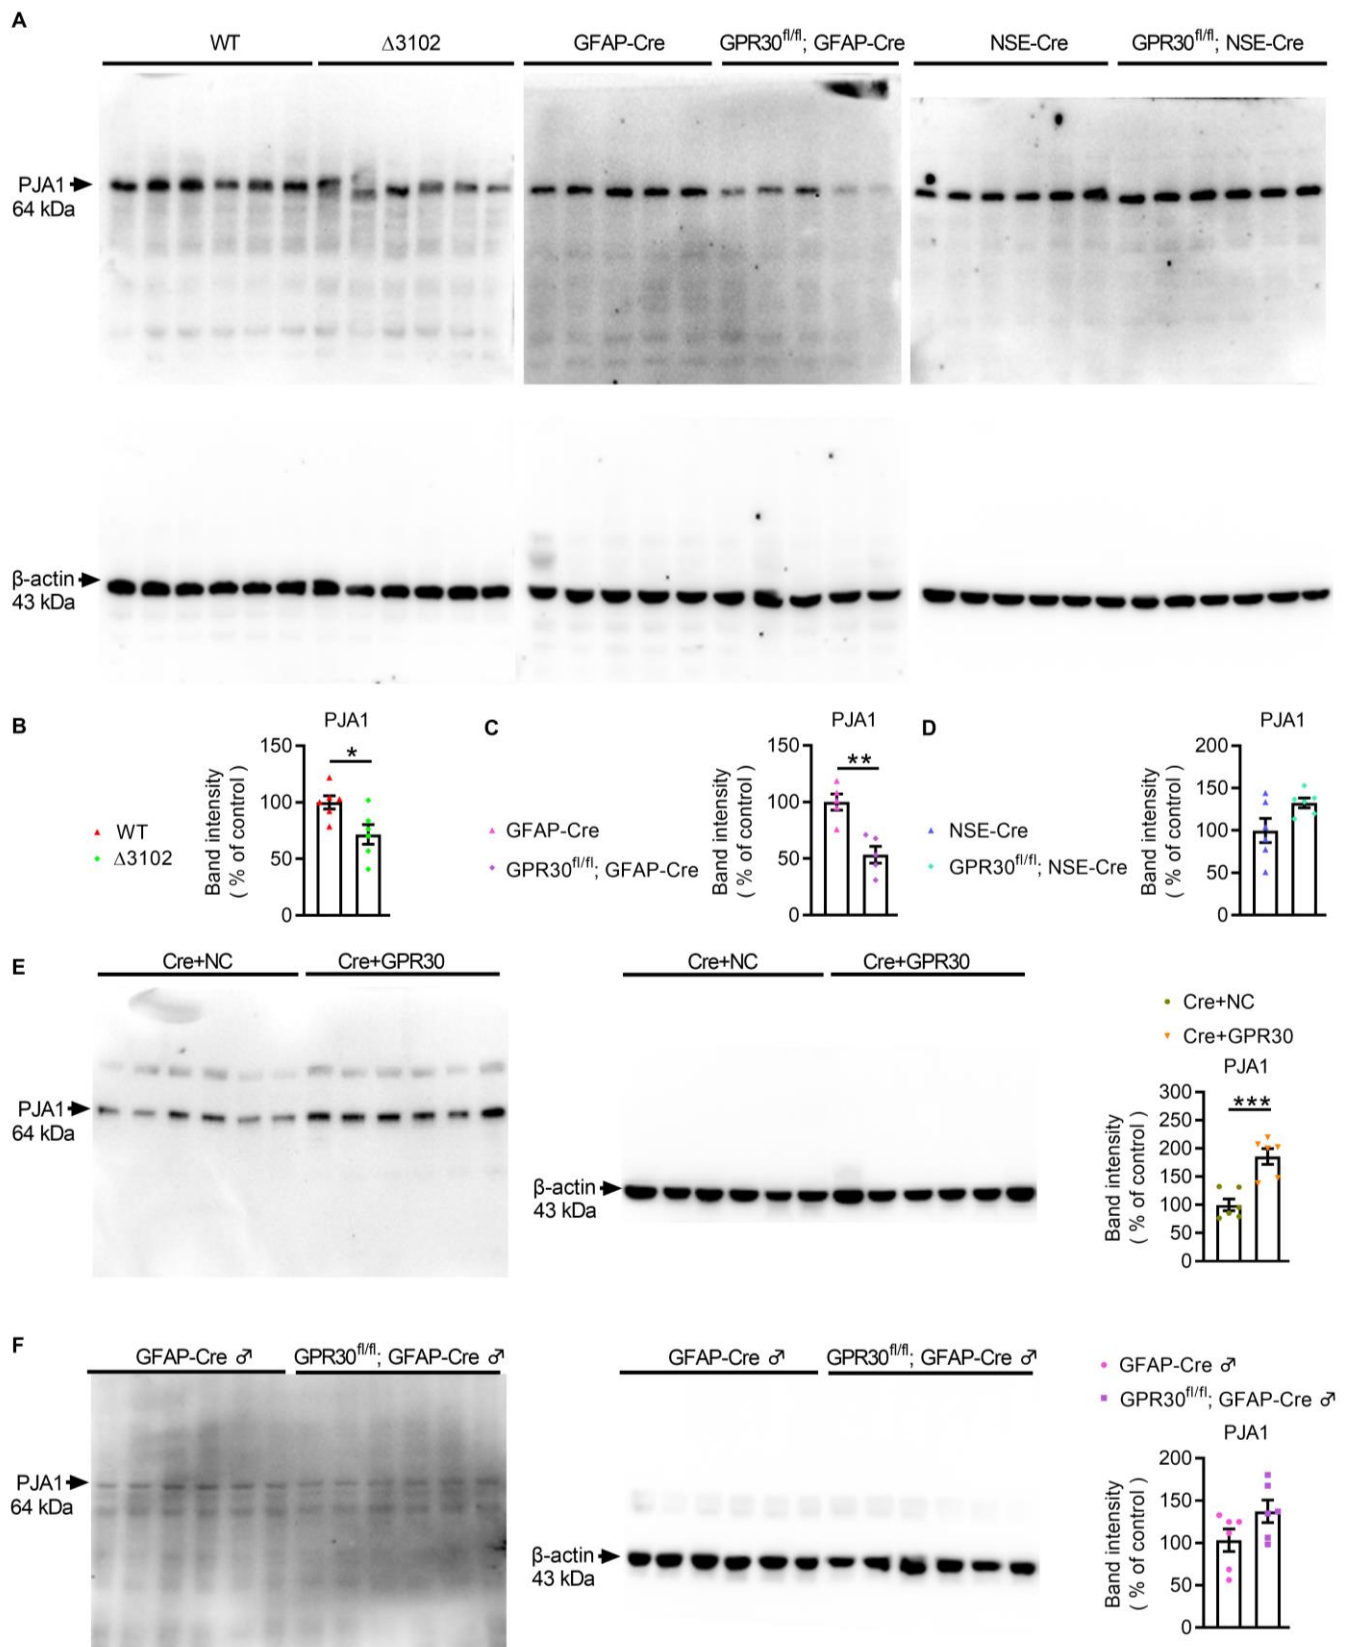 A
WT Δ3102 GFAP-Cre GPR30fl/fl; GFAP-Cre NSE-Cre GPR30fl/fl; NSE-Cre
PJA1
64 kDa
β-actin
43 kDa
B
PJA1
150
100
50
0
Band intensity
( % of control )
*
WT
Δ3102
C
PJA1
150
100
50
0
Band intensity
( % of control )
**
GFAP-Cre
GPR30fl/fl; GFAP-Cre
D
PJA1
200
150
100
50
0
Band intensity
( % of control )
NSE-Cre
GPR30fl/fl; NSE-Cre
E
Cre+NC Cre+GPR30
PJA1
64 kDa
Cre+NC Cre+GPR30
β-actin
43 kDa
Cre+NC
Cre+GPR30
PJA1
300
200
150
100
50
0
Band intensity
( % of control )
***
F
GFAP-Cre ♂ GPR30fl/fl; GFAP-Cre ♂
PJA1
64 kDa
GFAP-Cre ♂ GPR30fl/fl; GFAP-Cre ♂
β-actin
43 kDa
GFAP-Cre ♂
GPR30fl/fl; GFAP-Cre ♂
PJA1
200
150
100
50
0
Band intensity
( % of control )